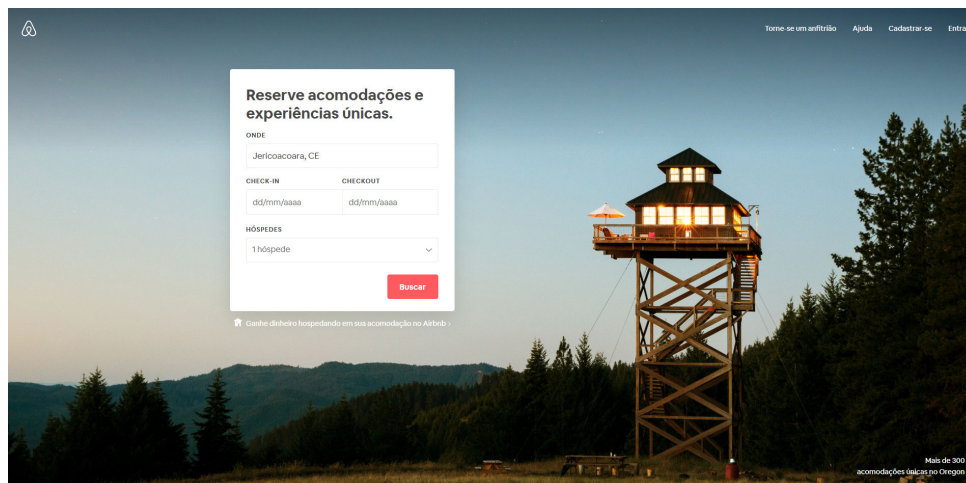 Torne-se um anfitrião Ajuda Cadastrar-se Entra
Reserve acomodações e
experiências únicas.
ONDE
Jericoacoara, CE
CHECK-IN CHECKOUT
dd/mm/aaaa dd/mm/aaaa
HÓSPEDES
1 hóspede
Buscar
Ganhe dinheiro hospedando em sua acomodação no Airbnb ›
Mais de 300
acomodações únicas no Oregon